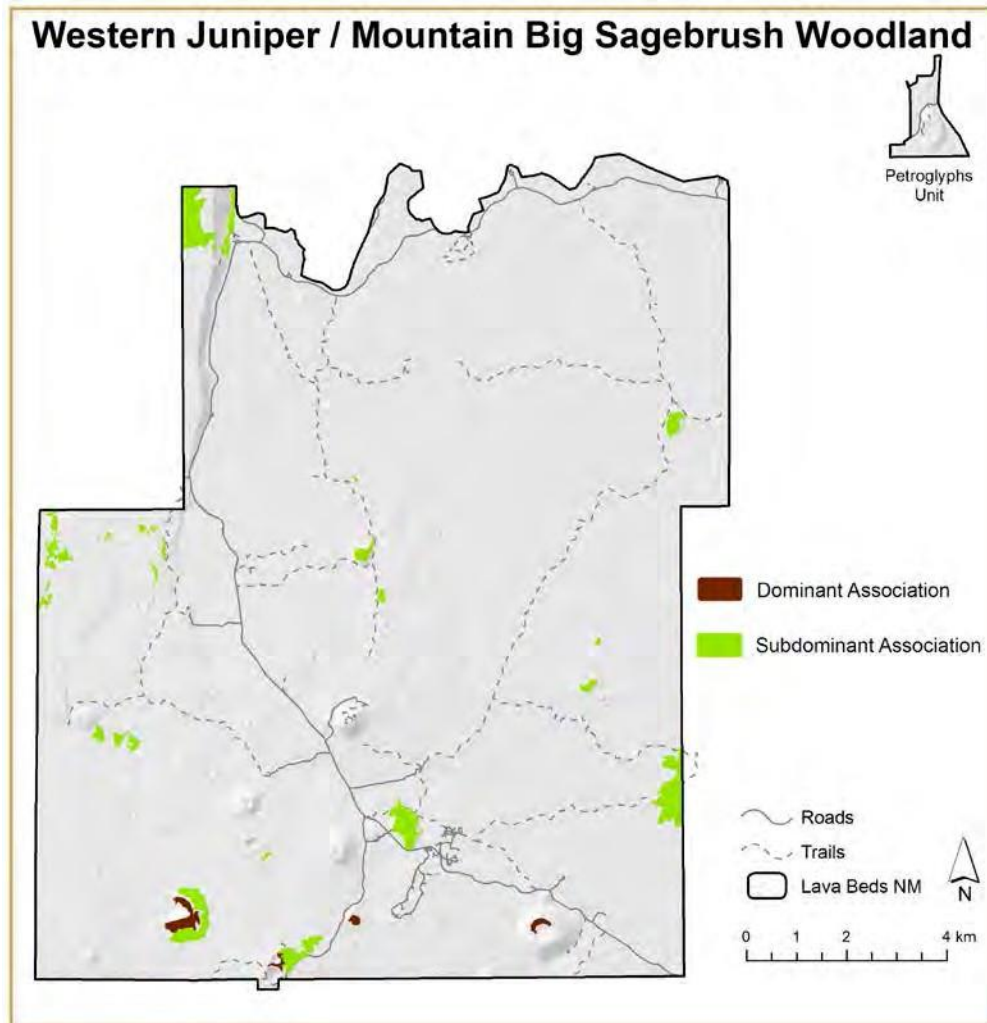 Western Juniper / Mountain Big Sagebrush Woodland
Petroglyphs
Unit
Dominant Association
Subdominant Association
Roads
Trails
Lava Beds NM
N
0 1 2 4 km